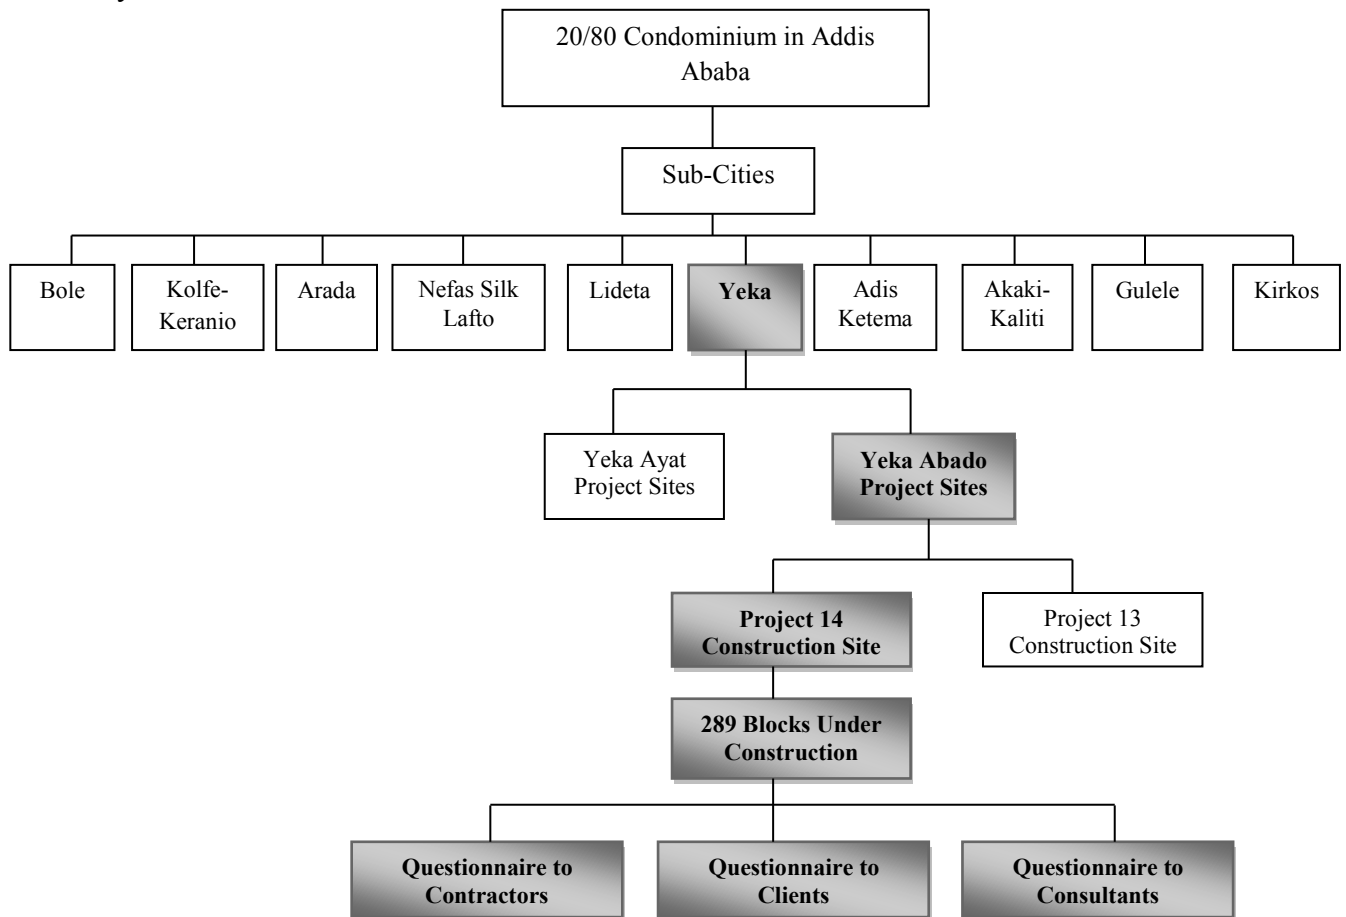 20/80 Condominium in Addis
Ababa
Sub-Cities
Bole
Kolfe-
Keranio
Arada
Nefas Silk
Lafto
Lideta
Yeka
Adis
Ketema
Akaki-
Kaliti
Gulele
Kirkos
Yeka Ayat
Project Sites
Yeka Abado
Project Sites
Project 14
Construction Site
Project 13
Construction Site
289 Blocks Under
Construction
Questionnaire to
Contractors
Questionnaire to
Clients
Questionnaire to
Consultants